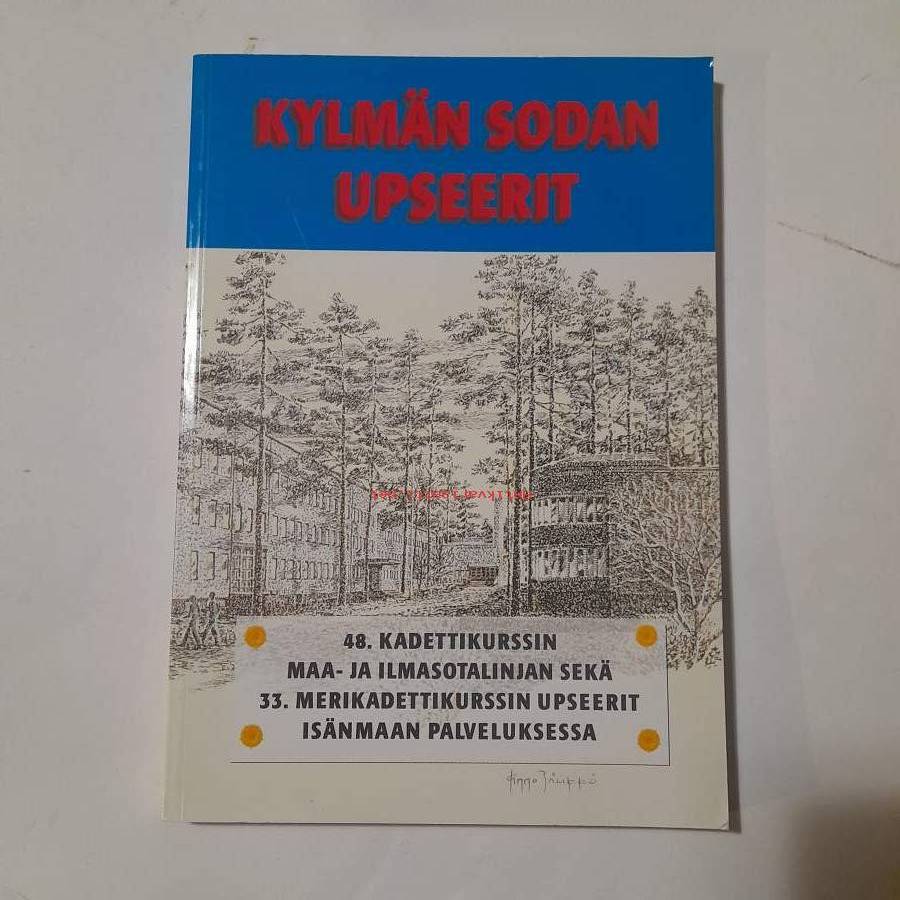 KYLMÄN SODAN
UPSEERIT
48. KADETTIKURSSIN
MAA- JA ILMASOTALINJAN SEKÄ
33. MERIKADETTIKURSSIN UPSEERIT
ISÄNMAAN PALVELUKSESSA